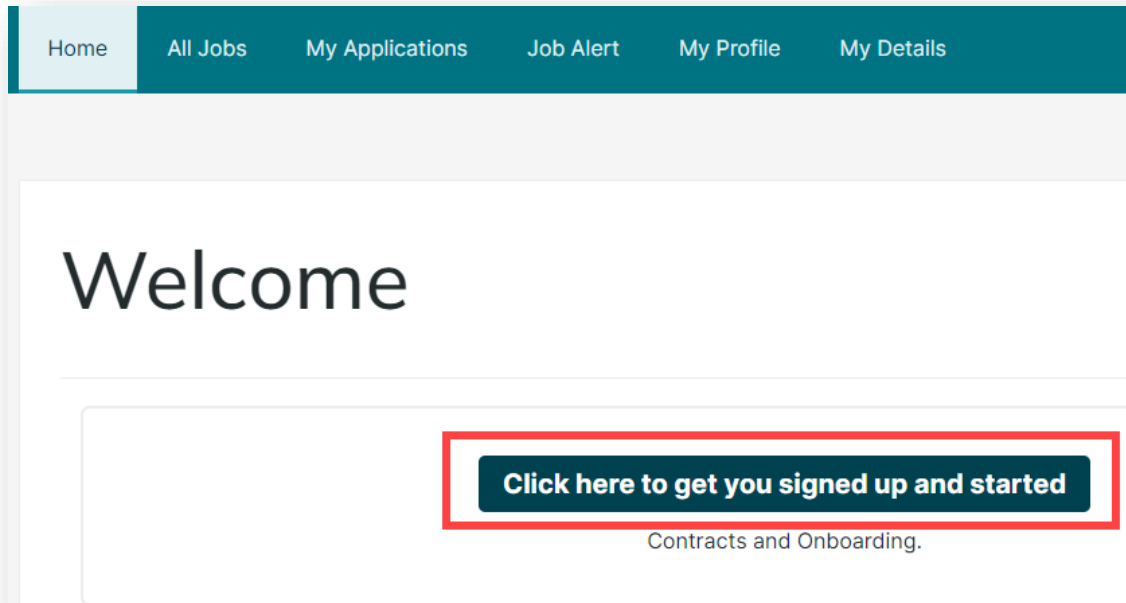 Home All Jobs My Applications Job Alert My Profile My Details
Welcome
Click here to get you signed up and started
Contracts and Onboarding.